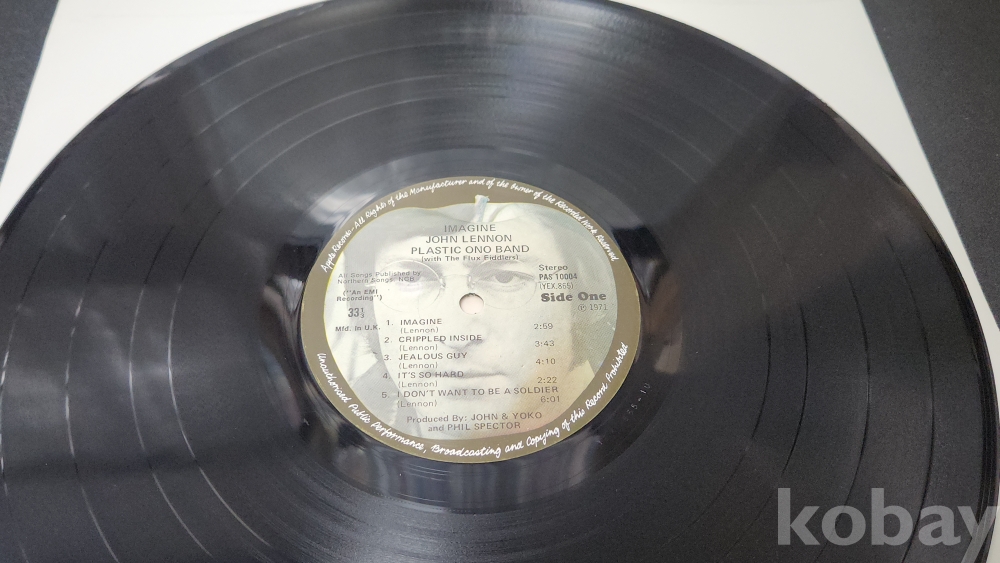 Apple Records-All Rights of the Manufacturer and of the Owner of the Recorded Work Reserved
IMAGINE
JOHN LENNON
PLASTIC ONO BAND
(with The Flux Fiddlers)
All Songs Published by
Northern Songs. NCB
("An EMI
Recording")
33⅓
Mfd. In U.K.
Stereo
PAS 10004
(YEX.865)
Side One
℗ 1971
1. IMAGINE 2:59
(Lennon)
2. CRIPPLED INSIDE 3:43
(Lennon)
3. JEALOUS GUY 4:10
(Lennon)
4. IT'S SO HARD 2:22
(Lennon)
5. I DON'T WANT TO BE A SOLDIER 6:01
(Lennon)
Produced By: JOHN & YOKO
and PHIL SPECTOR
Unauthorised Public Performance, Broadcasting and Copying of this Record Prohibited
kobay